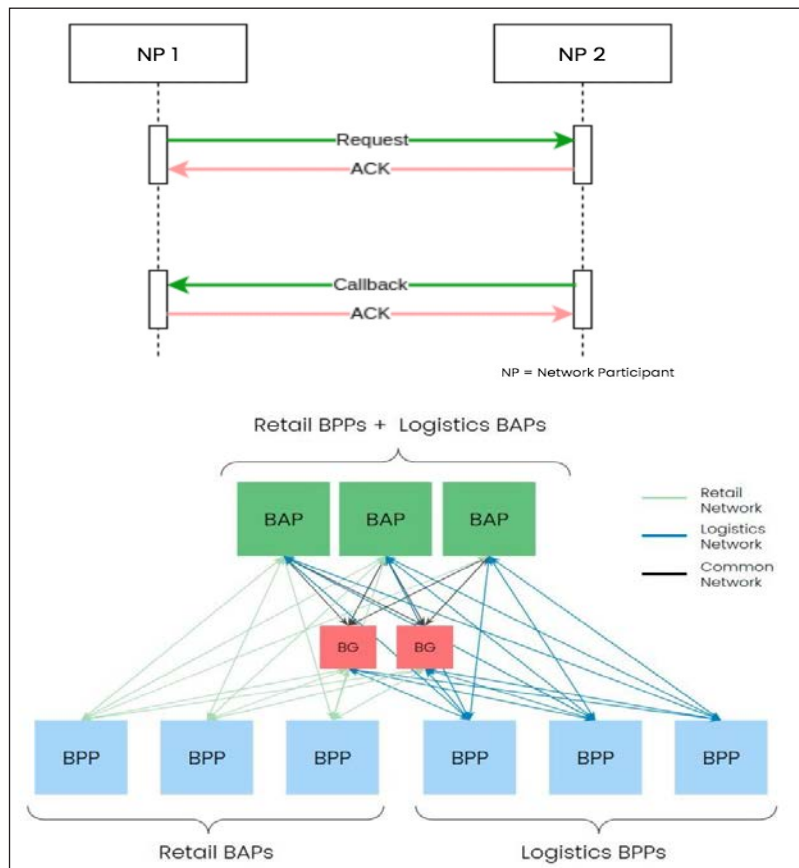 NP 1
NP 2
Request
ACK
Callback
ACK
NP = Network Participant
Retail BPPs + Logistics BAPs
BAP
BAP
BAP
Retail
Network
Logistics
Network
Common
Network
BG
BG
BPP
BPP
BPP
BPP
BPP
BPP
Retail BAPs
Logistics BPPs